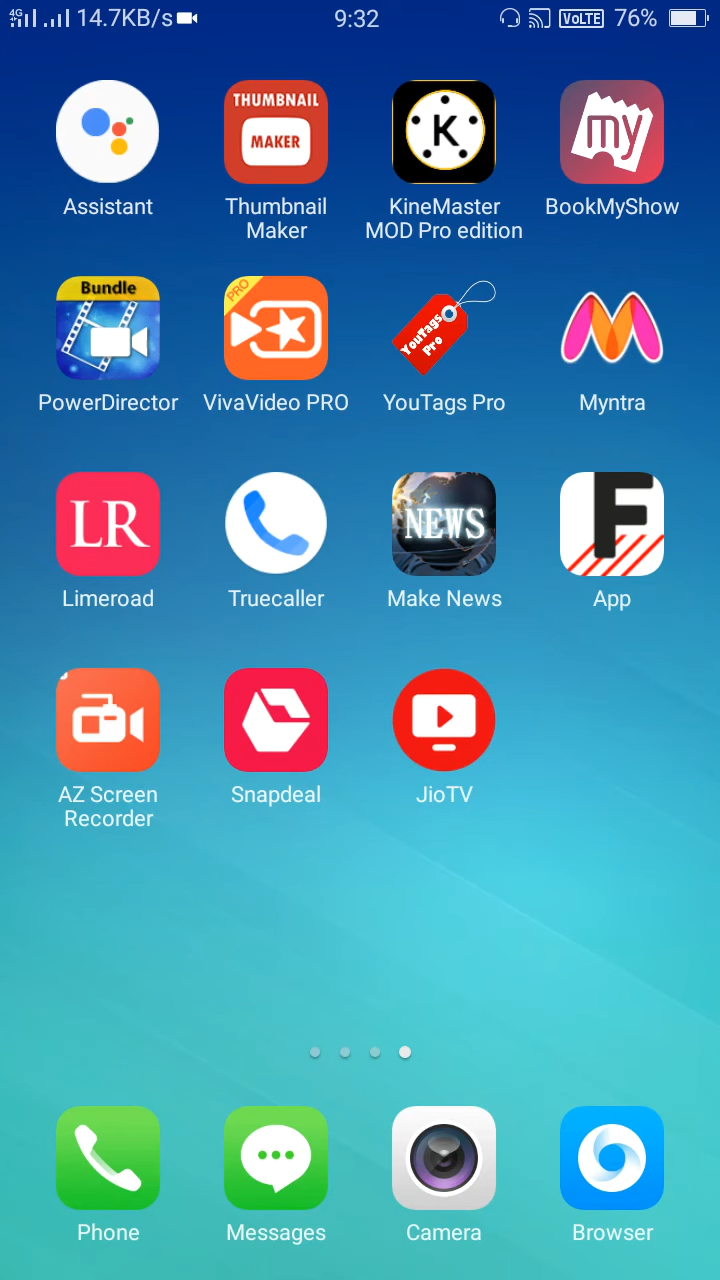 4G 14.7KB/s 9:32 VoLTE 76%
THUMBNAIL
MAKER
K
my
Assistant Thumbnail Maker KineMaster MOD Pro edition BookMyShow
Bundle
PRO
YouTags
Pro
PowerDirector VivaVideo PRO YouTags Pro Myntra
LR
NEWS
F
Limeroad Truecaller Make News App
AZ Screen Recorder Snapdeal JioTV
Phone Messages Camera Browser